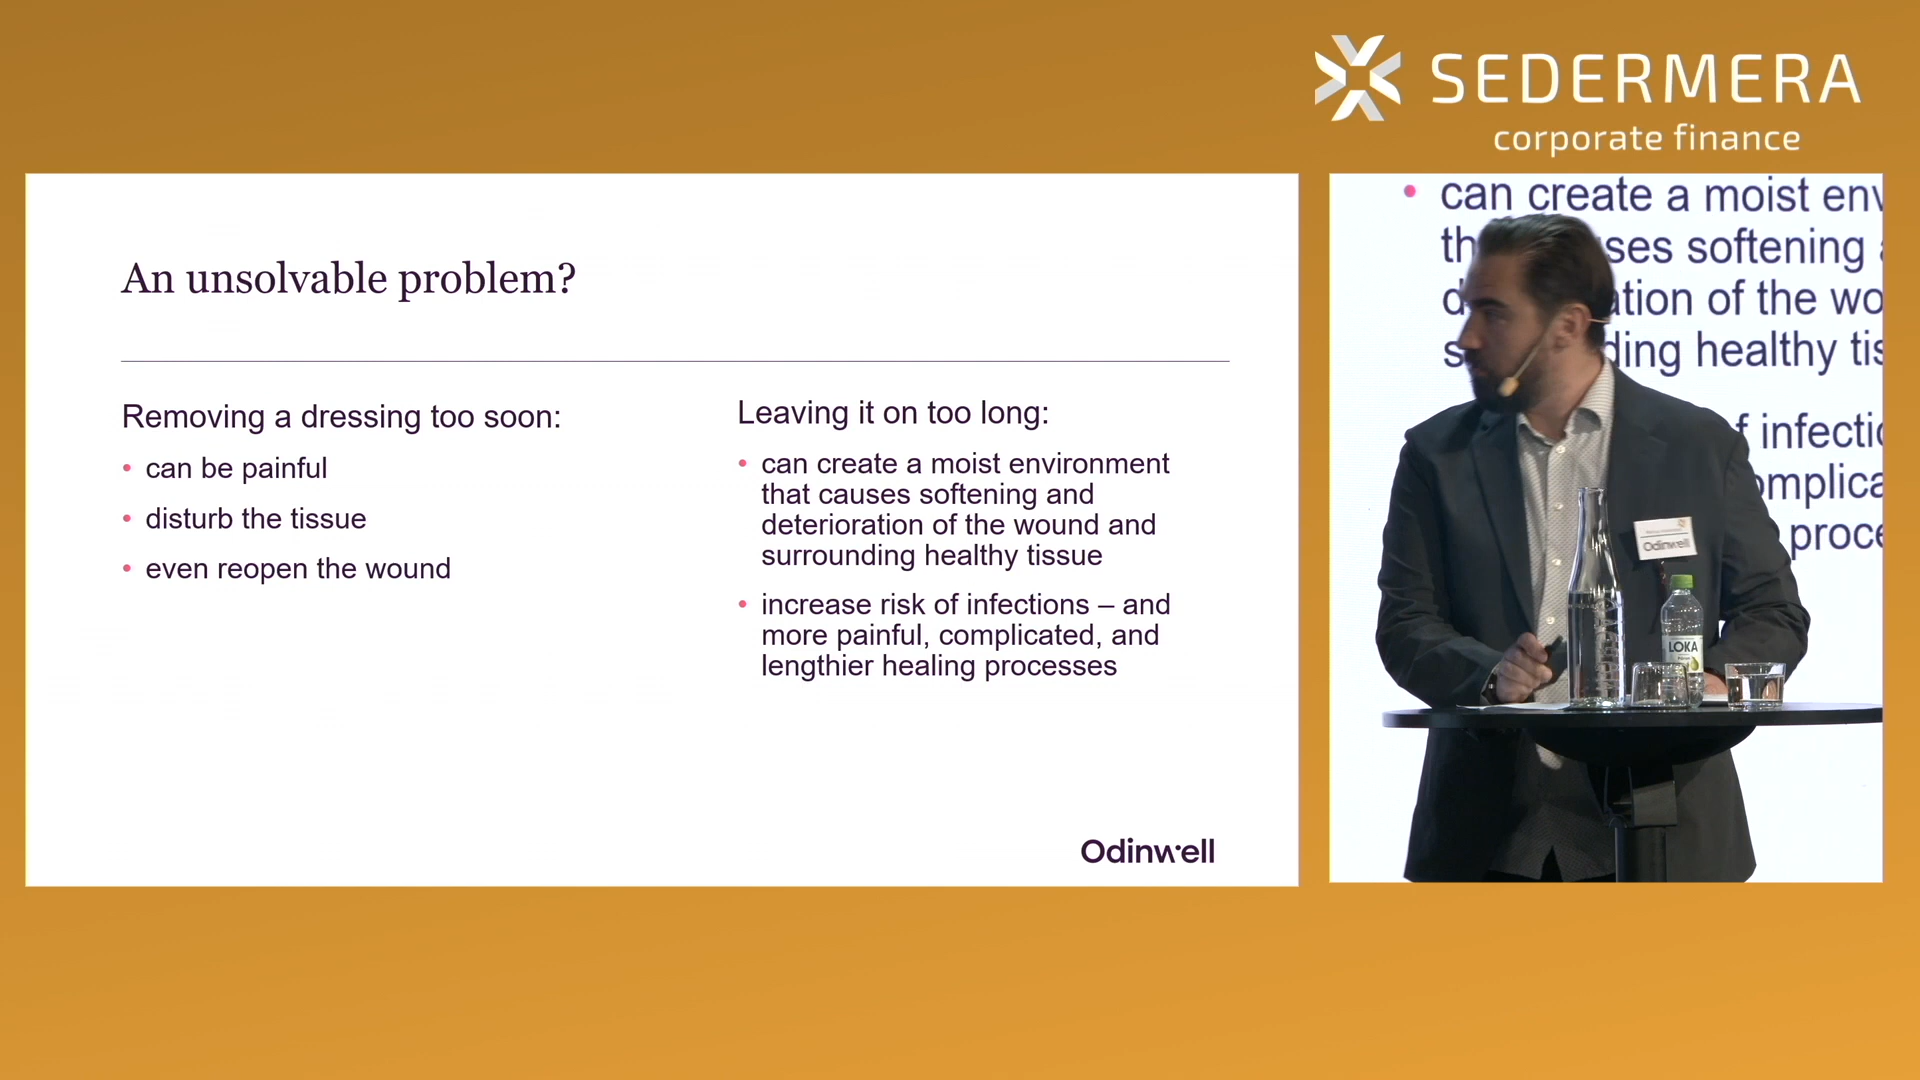 SEDERMERA
corporate finance
An unsolvable problem?
Removing a dressing too soon:
• can be painful
• disturb the tissue
• even reopen the wound
Leaving it on too long:
• can create a moist environment
that causes softening and
deterioration of the wound and
surrounding healthy tissue
• increase risk of infections – and
more painful, complicated, and
lengthier healing processes
Odinwell
• can create a moist env
th uses softening
d ation of the wo
s ding healthy tis
f infectio
omplica
proce
Odinwell
LOKA